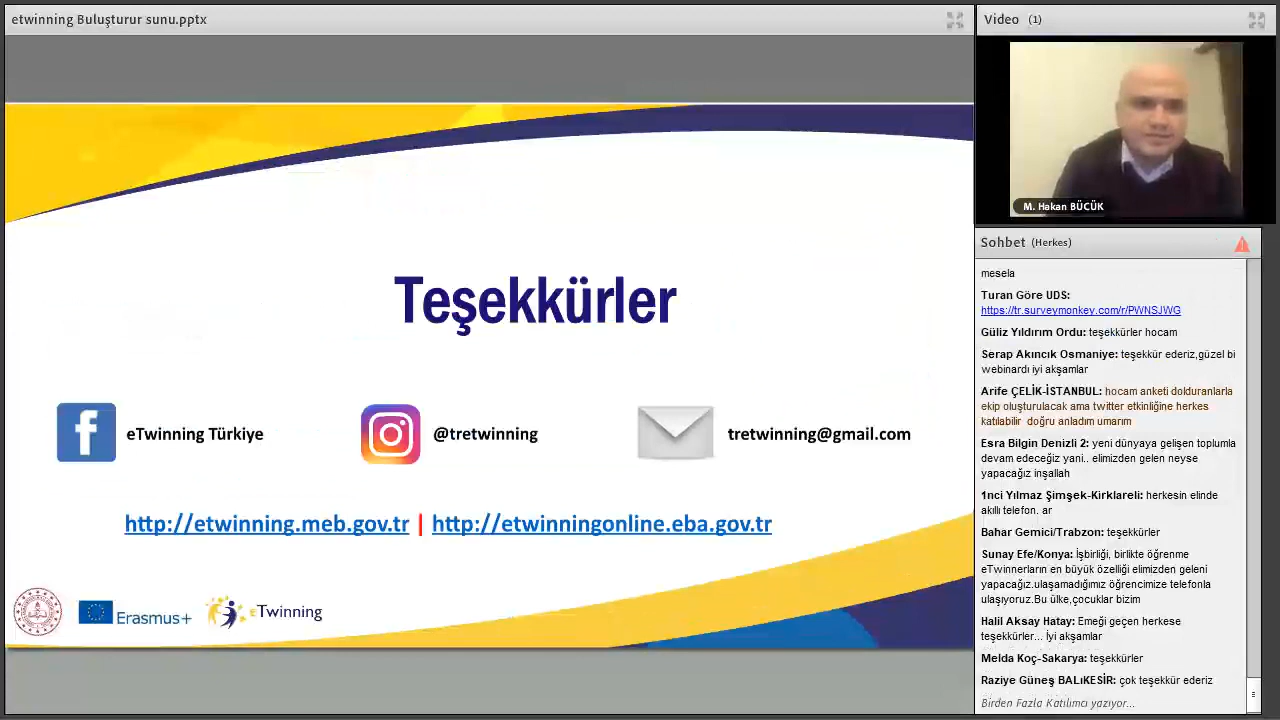 etwinning Buluşturur sunu.pptx
Teşekkürler
eTwinning Türkiye
@tretwinning
tretwinning@gmail.com
http://etwinning.meb.gov.tr | http://etwinningonline.eba.gov.tr
Erasmus+
eTwinning
Video (1)
M. Hakan BÜCÜK
Sohbet (Herkes)
mesela
Turan Göre UDS:
https://tr.surveymonkey.com/r/PWNSJWG
Güliz Yıldırım Ordu: teşekkürler hocam
Serap Akıncık Osmaniye: teşekkür ederiz,güzel bi
webinardı iyi akşamlar
Arife ÇELİK-İSTANBUL: hocam anketi dolduranlarla
ekip oluşturulacak ama twitter etkinliğine herkes
katılabilir doğru anladım umarım
Esra Bilgin Denizli 2: yeni dünyaya gelişen toplumla
devam edeceğiz yani.. elimizden gelen neyse
yapacağız inşallah
1nci Yılmaz Şimşek-Kirklareli: herkesin elinde
akıllı telefon. ar
Bahar Gemici/Trabzon: teşekkürler
Sunay Efe/Konya: İşbirliği, birlikte öğrenme
eTwinnerların en büyük özelliği elimizden geleni
yapacağız.ulaşamadığımız öğrencimize telefonla
ulaşıyoruz.Bu ülke,çocuklar bizim
Halil Aksay Hatay: Emeği geçen herkese
teşekkürler... İyi akşamlar
Melda Koç-Sakarya: teşekkürler
Raziye Güneş BALıKESİR: çok teşekkür ederiz
Birden Fazla Katılımcı yazıyor...